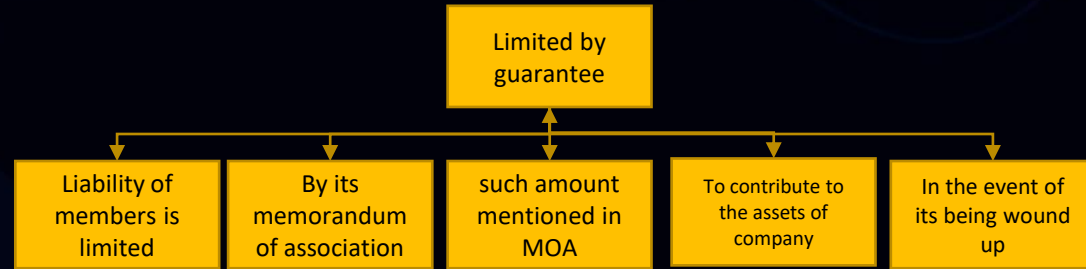 Limited by
guarantee
Liability of
members is
limited
By its
memorandum
of association
such amount
mentioned in
MOA
To contribute to
the assets of
company
In the event of
its being wound
up